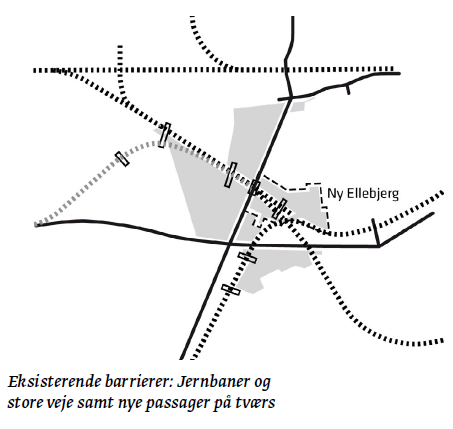 Ny Ellebjerg
Eksisterende barrierer: Jernbaner og
store veje samt nye passager på tværs